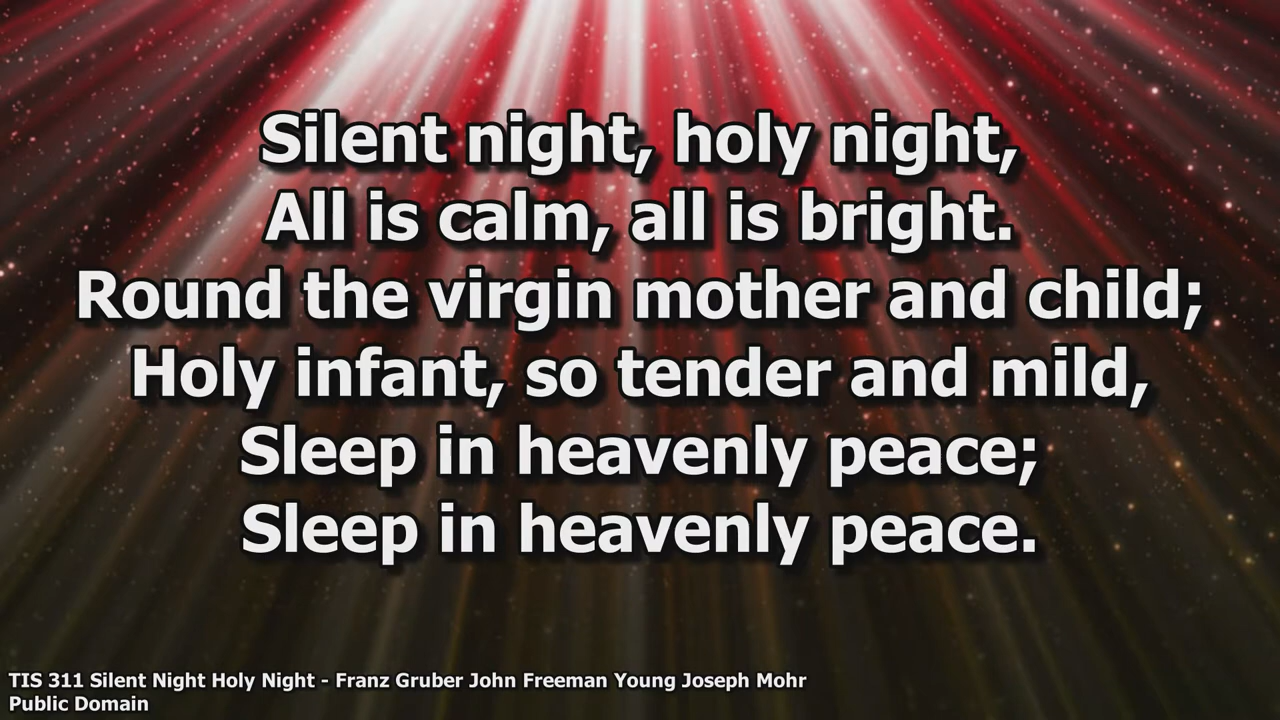 Silent night, holy night,
All is calm, all is bright.
Round the virgin mother and child;
Holy infant, so tender and mild,
Sleep in heavenly peace;
Sleep in heavenly peace.
TIS 311 Silent Night Holy Night - Franz Gruber John Freeman Young Joseph Mohr
Public Domain